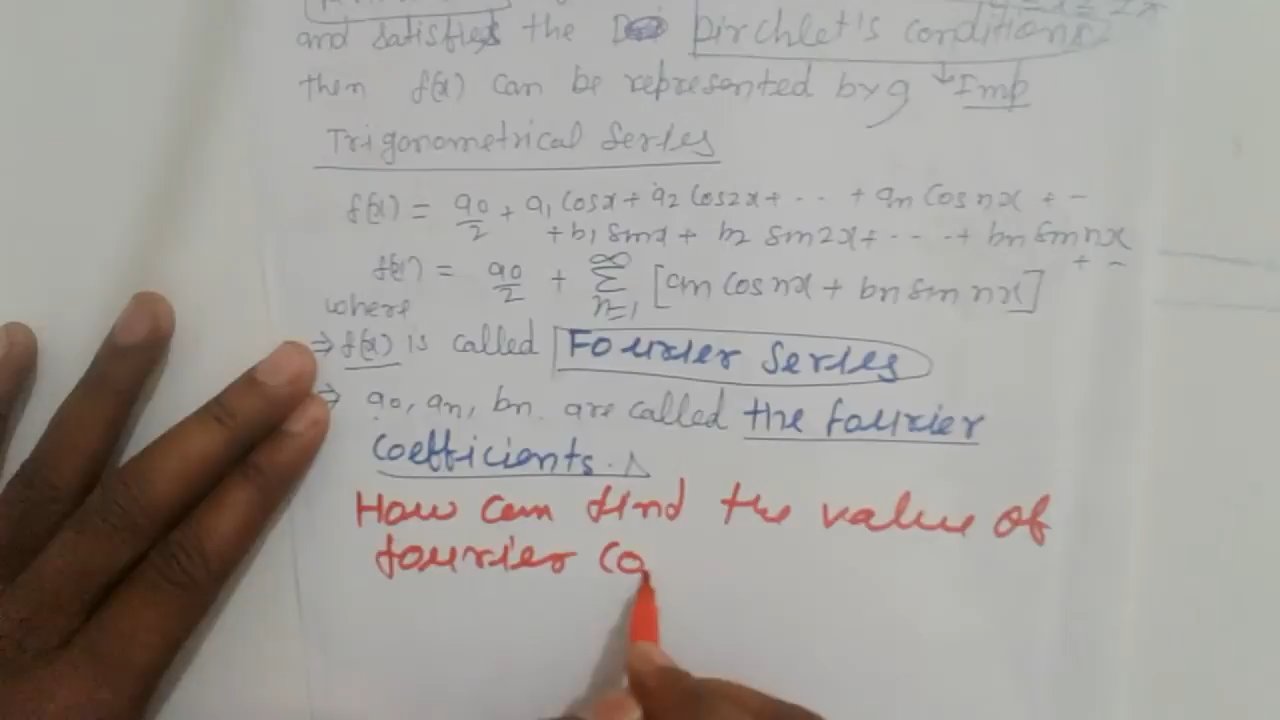 and satisfies the Dirchlet's conditions
then f(x) can be represented by a ↓ Imp
Trigonometrical Series
f(x) = a0/2 + a1 Cosx + a2 Cos2x + .. + an Cos nx + -
+ b1 Sinx + b2 Sin2x + - .. + bn Sin nx + -
f(x) = a0/2 + ∞∑n=1 [an Cos nx + bn Sin nx]
where
⇒ f(x) is called Fourier Series
⇒ a0, an, bn are called the fourier
Coefficients.
How can find the value of
fourier Co